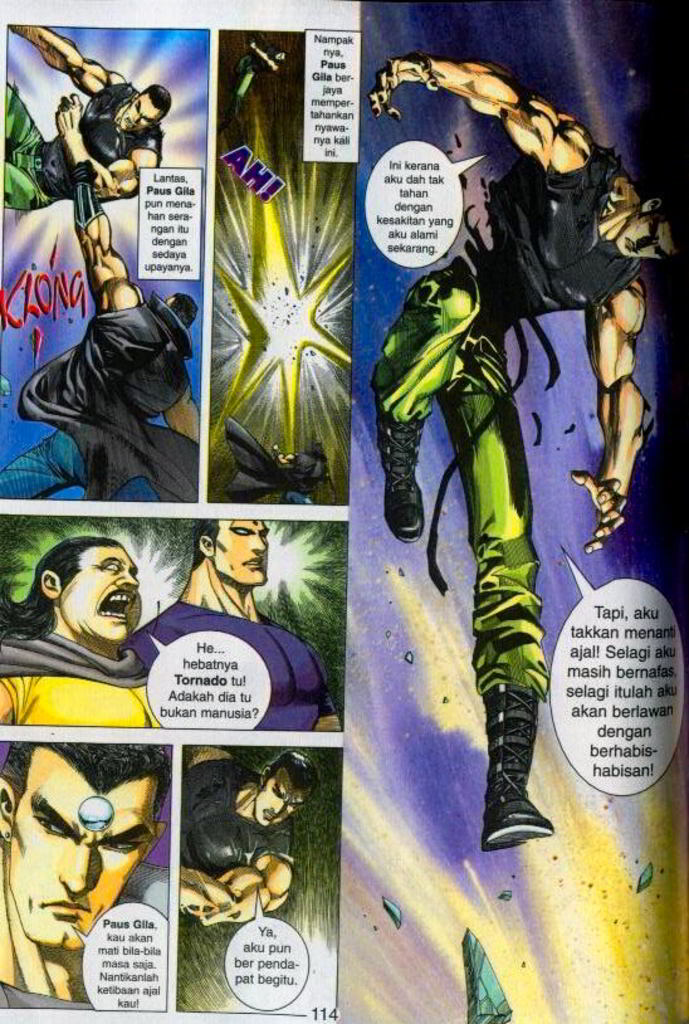 Lantas,
Paus Gila
pun mena-
han sera-
ngan itu
dengan
sedaya
upayanya.
KLONG
!
Nampak
nya,
Paus
Gila ber-
jaya
memper-
tahankan
nyawa-
nya kali
ini.
AH!
He...
hebatnya
Tornado tu!
Adakah dia tu
bukan manusia?
Paus Gila,
kau akan
mati bila-bila
masa saja.
Nantikanlah
ketibaan ajal
kau!
Ya,
aku pun
ber penda-
pat begitu.
Ini kerana
aku dah tak
tahan
dengan
kesakitan yang
aku alami
sekarang.
Tapi, aku
takkan menanti
ajal! Selagi aku
masih bernafas,
selagi itulah aku
akan berlawan
dengan
berhabis-
habisan!
114